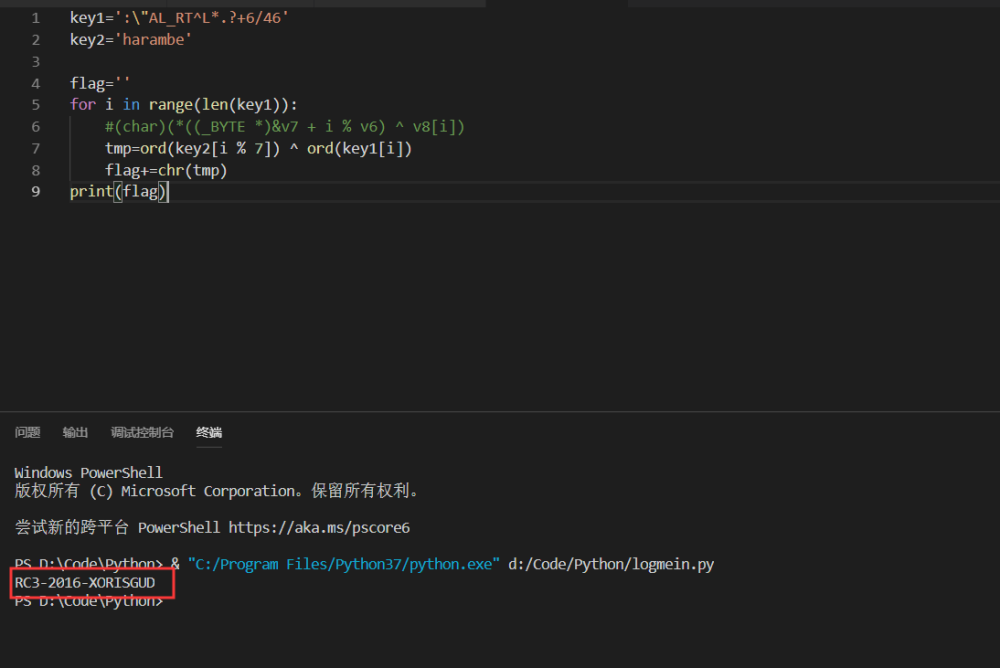 1 key1=':\"AL_RT^L*.?+6/46'
2 key2='harambe'
3
4 flag=''
5 for i in range(len(key1)):
6 #(char)(*((_BYTE *)&v7 + i % v6) ^ v8[i])
7 tmp=ord(key2[i % 7]) ^ ord(key1[i])
8 flag+=chr(tmp)
9 print(flag)
问题 输出 调试控制台 终端
Windows PowerShell
版权所有 (C) Microsoft Corporation。保留所有权利。
尝试新的跨平台 PowerShell https://aka.ms/pscore6
PS D:\Code\Python> & "C:/Program Files/Python37/python.exe" d:/Code/Python/logmein.py
RC3-2016-XORISGUD
PS D:\Code\Python>